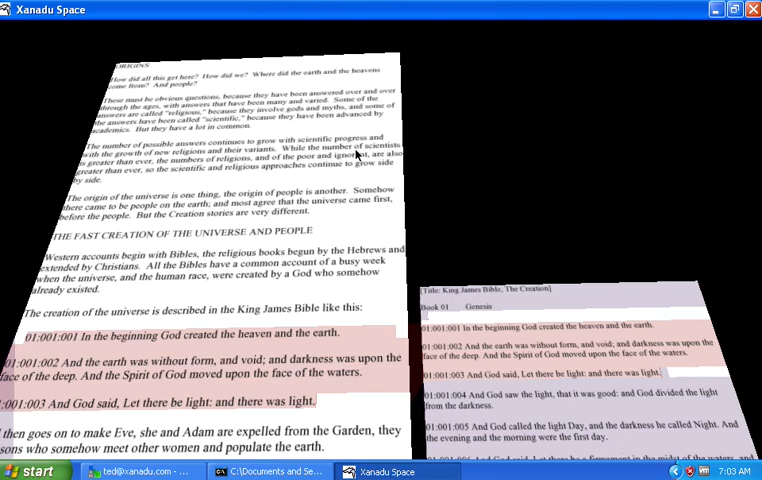 Xanadu Space
ORIGINS
How did all this get here? How did we? Where did the earth and the heavens
come from? And people?
These must be obvious questions, because they have been answered over and over
through the ages, with answers that have been many and varied. Some of the
answers are called "religious," because they involve gods and myths, and some of
the answers have been called "scientific," because they have been advanced by
academics. But they have a lot in common.
The number of possible answers continues to grow with scientific progress and
with the growth of new religions and their variants. While the number of scientists
is greater than ever, the numbers of religions, and of the poor and ignorant, are also
greater than ever, so the scientific and religious approaches continue to grow side
by side.
The origin of the universe is one thing, the origin of people is another. Somehow
there came to be people on the earth; and most agree that the universe came first,
before the people. But the Creation stories are very different.
THE FAST CREATION OF THE UNIVERSE AND PEOPLE
Western accounts begin with Bibles, the religious books begun by the Hebrews and
extended by Christians. All the Bibles have a common account of a busy week
when the universe, and the human race, were created by a God who somehow
already existed.
The creation of the universe is described in the King James Bible like this:
01:001:001 In the beginning God created the heaven and the earth.
01:001:002 And the earth was without form, and void; and darkness was upon the
face of the deep. And the Spirit of God moved upon the face of the waters.
:001:003 And God said, Let there be light: and there was light.
then goes on to make Eve, she and Adam are expelled from the Garden, they
sons who somehow meet other women and populate the earth.
[Title: King James Bible, The Creation]
Book 01 Genesis
01:001:001 In the beginning God created the heaven and the earth.
01:001:002 And the earth was without form, and void; and darkness was upon the
face of the deep. And the Spirit of God moved upon the face of the waters.
01:001:003 And God said, Let there be light: and there was light.
01:001:004 And God saw the light, that it was good: and God divided the light
from the darkness.
01:001:005 And God called the light Day, and the darkness he called Night. And
the evening and the morning were the first day.
01:001:006 And God said, Let there be a firmament in the midst of the waters, and
start
ted@xanadu.com - ...
C:\Documents and Se...
Xanadu Space
7:03 AM